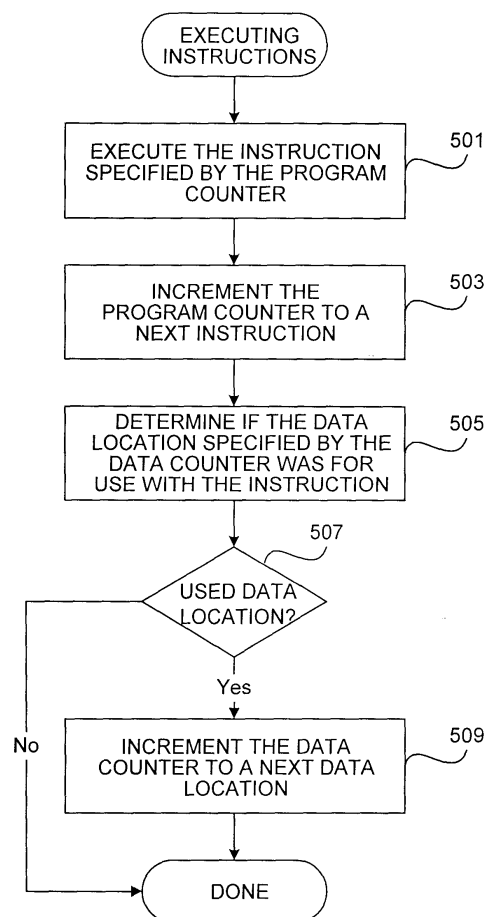 EXECUTING
INSTRUCTIONS
EXECUTE THE INSTRUCTION
SPECIFIED BY THE PROGRAM
COUNTER
501
INCREMENT THE
PROGRAM COUNTER TO A
NEXT INSTRUCTION
503
DETERMINE IF THE DATA
LOCATION SPECIFIED BY THE
DATA COUNTER WAS FOR
USE WITH THE INSTRUCTION
505
507
USED DATA
LOCATION?
Yes
No
INCREMENT THE DATA
COUNTER TO A NEXT DATA
LOCATION
509
DONE